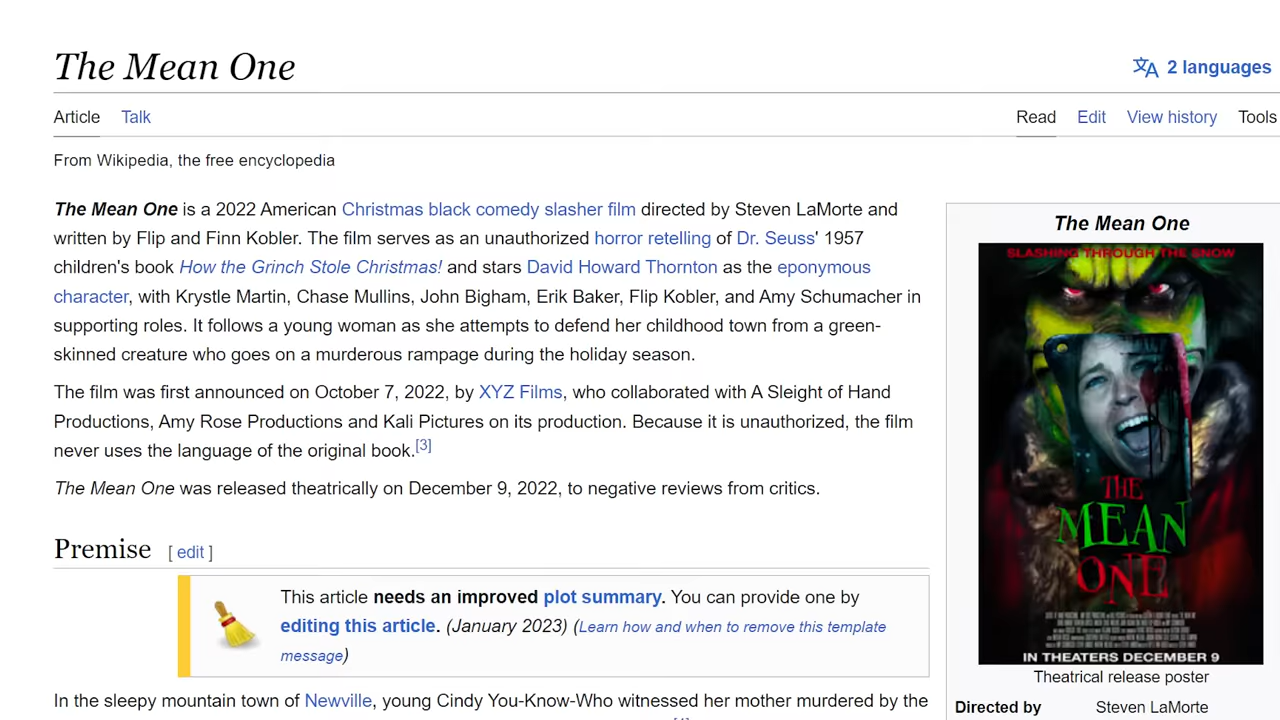 The Mean One
2 languages
Article Talk
Read Edit View history Tools
From Wikipedia, the free encyclopedia
The Mean One is a 2022 American Christmas black comedy slasher film directed by Steven LaMorte and
written by Flip and Finn Kobler. The film serves as an unauthorized horror retelling of Dr. Seuss' 1957
children's book How the Grinch Stole Christmas! and stars David Howard Thornton as the eponymous
character, with Krystle Martin, Chase Mullins, John Bigham, Erik Baker, Flip Kobler, and Amy Schumacher in
supporting roles. It follows a young woman as she attempts to defend her childhood town from a green-
skinned creature who goes on a murderous rampage during the holiday season.
The film was first announced on October 7, 2022, by XYZ Films, who collaborated with A Sleight of Hand
Productions, Amy Rose Productions and Kali Pictures on its production. Because it is unauthorized, the film
never uses the language of the original book.[3]
The Mean One was released theatrically on December 9, 2022, to negative reviews from critics.
Premise [ edit ]
This article needs an improved plot summary. You can provide one by
editing this article. (January 2023) (Learn how and when to remove this template
message)
In the sleepy mountain town of Newville, young Cindy You-Know-Who witnessed her mother murdered by the
The Mean One
SLASHING THROUGH THE SNOW
THE
MEAN
ONE
IN THEATERS DECEMBER 9
Theatrical release poster
Directed by Steven LaMorte